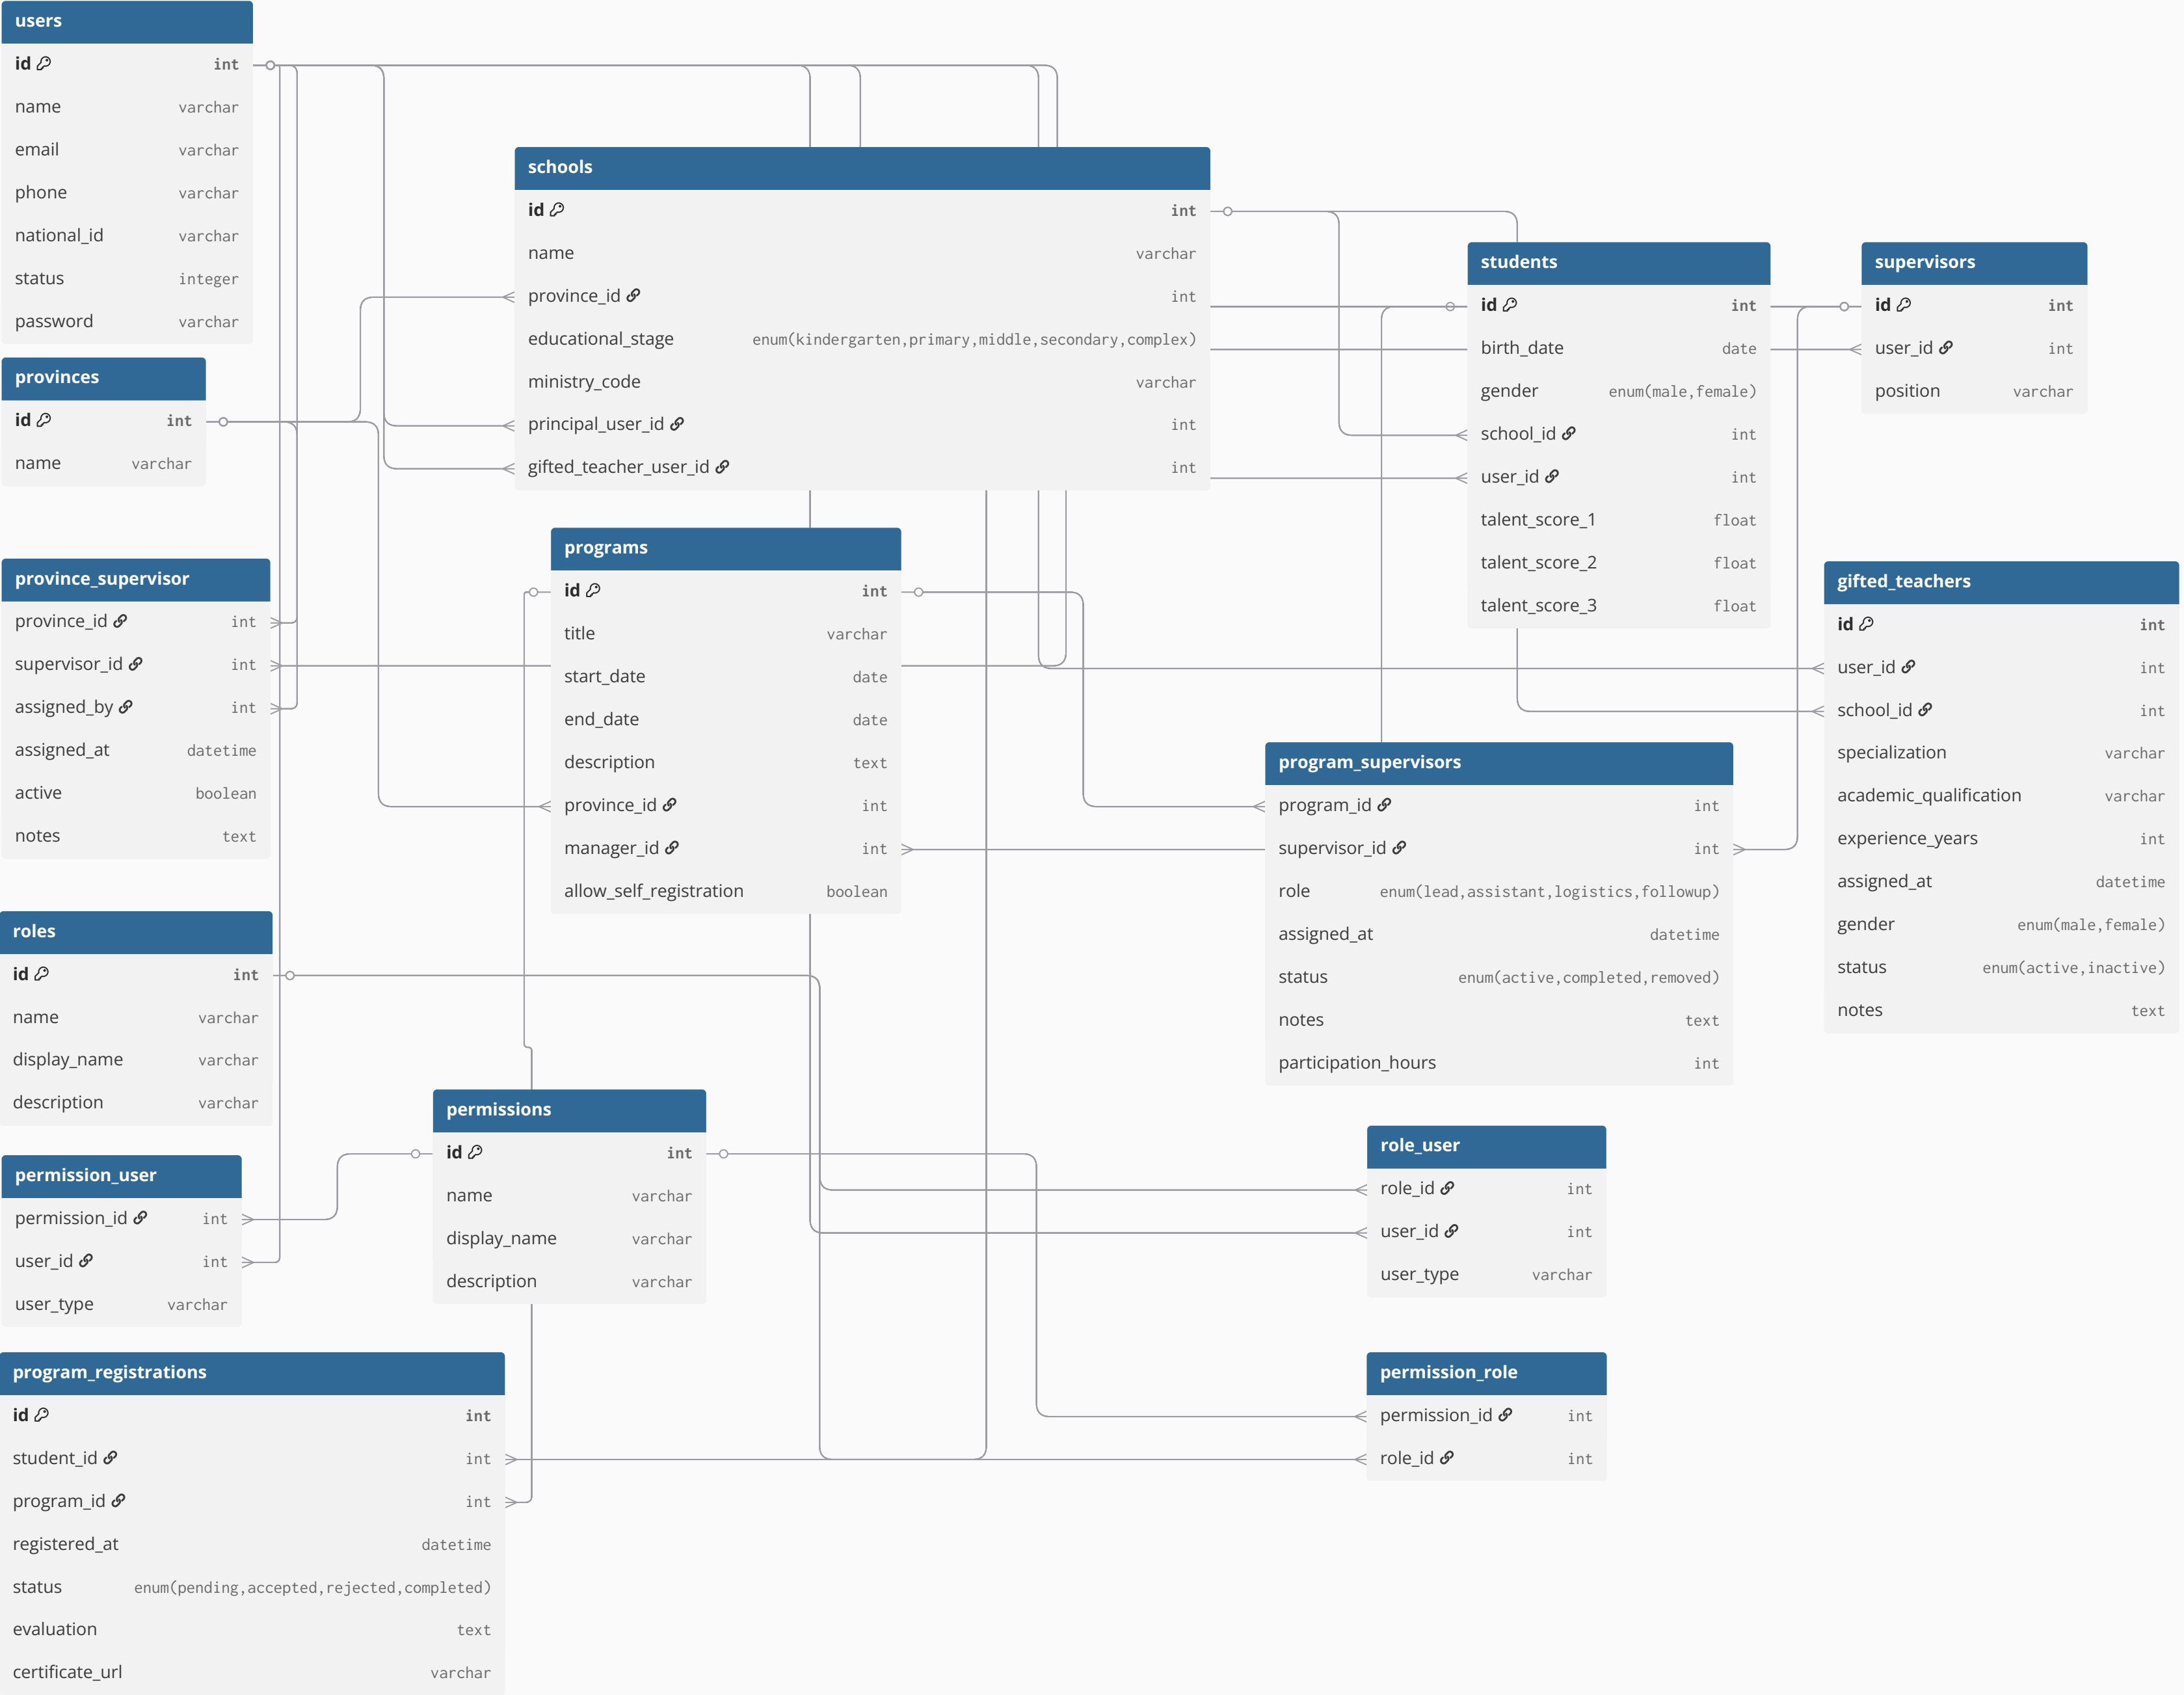 users
id int
name varchar
email varchar
phone varchar
national_id varchar
status integer
password varchar
provinces
id int
name varchar
province_supervisor
province_id int
supervisor_id int
assigned_by int
assigned_at datetime
active boolean
notes text
roles
id int
name varchar
display_name varchar
description varchar
permission_user
permission_id int
user_id int
user_type varchar
program_registrations
id int
student_id int
program_id int
registered_at datetime
status enum(pending,accepted,rejected,completed)
evaluation text
certificate_url varchar
schools
id int
name varchar
province_id int
educational_stage enum(kindergarten,primary,middle,secondary,complex)
ministry_code varchar
principal_user_id int
gifted_teacher_user_id int
programs
id int
title varchar
start_date date
end_date date
description text
province_id int
manager_id int
allow_self_registration boolean
permissions
id int
name varchar
display_name varchar
description varchar
students
id int
birth_date date
gender enum(male,female)
school_id int
user_id int
talent_score_1 float
talent_score_2 float
talent_score_3 float
supervisors
id int
user_id int
position varchar
program_supervisors
program_id int
supervisor_id int
role enum(lead,assistant,logistics,followup)
assigned_at datetime
status enum(active,completed,removed)
notes text
participation_hours int
gifted_teachers
id int
user_id int
school_id int
specialization varchar
academic_qualification varchar
experience_years int
assigned_at datetime
gender enum(male,female)
status enum(active,inactive)
notes text
role_user
role_id int
user_id int
user_type varchar
permission_role
permission_id int
role_id int